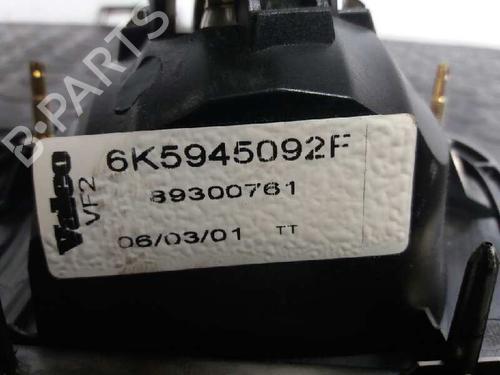 B-PARTS
Valeo
VF2
6K5945092F
89300761
06/03/01 TT